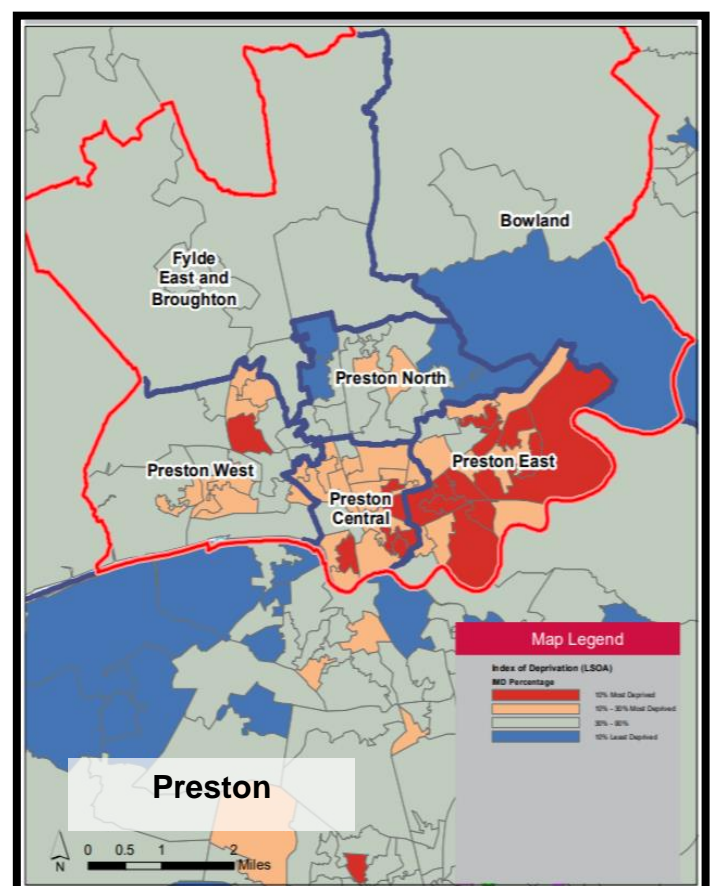 Bowland
Fylde
East and
Broughton
Preston North
Preston West
Preston East
Preston
Central
Map Legend
Index of Deprivation (LSOA)
IMD Percentage
10% Most Deprived
10% - 30% Most Deprived
30% - 90%
10% Least Deprived
Preston
0 0.5 1 2
Miles
N